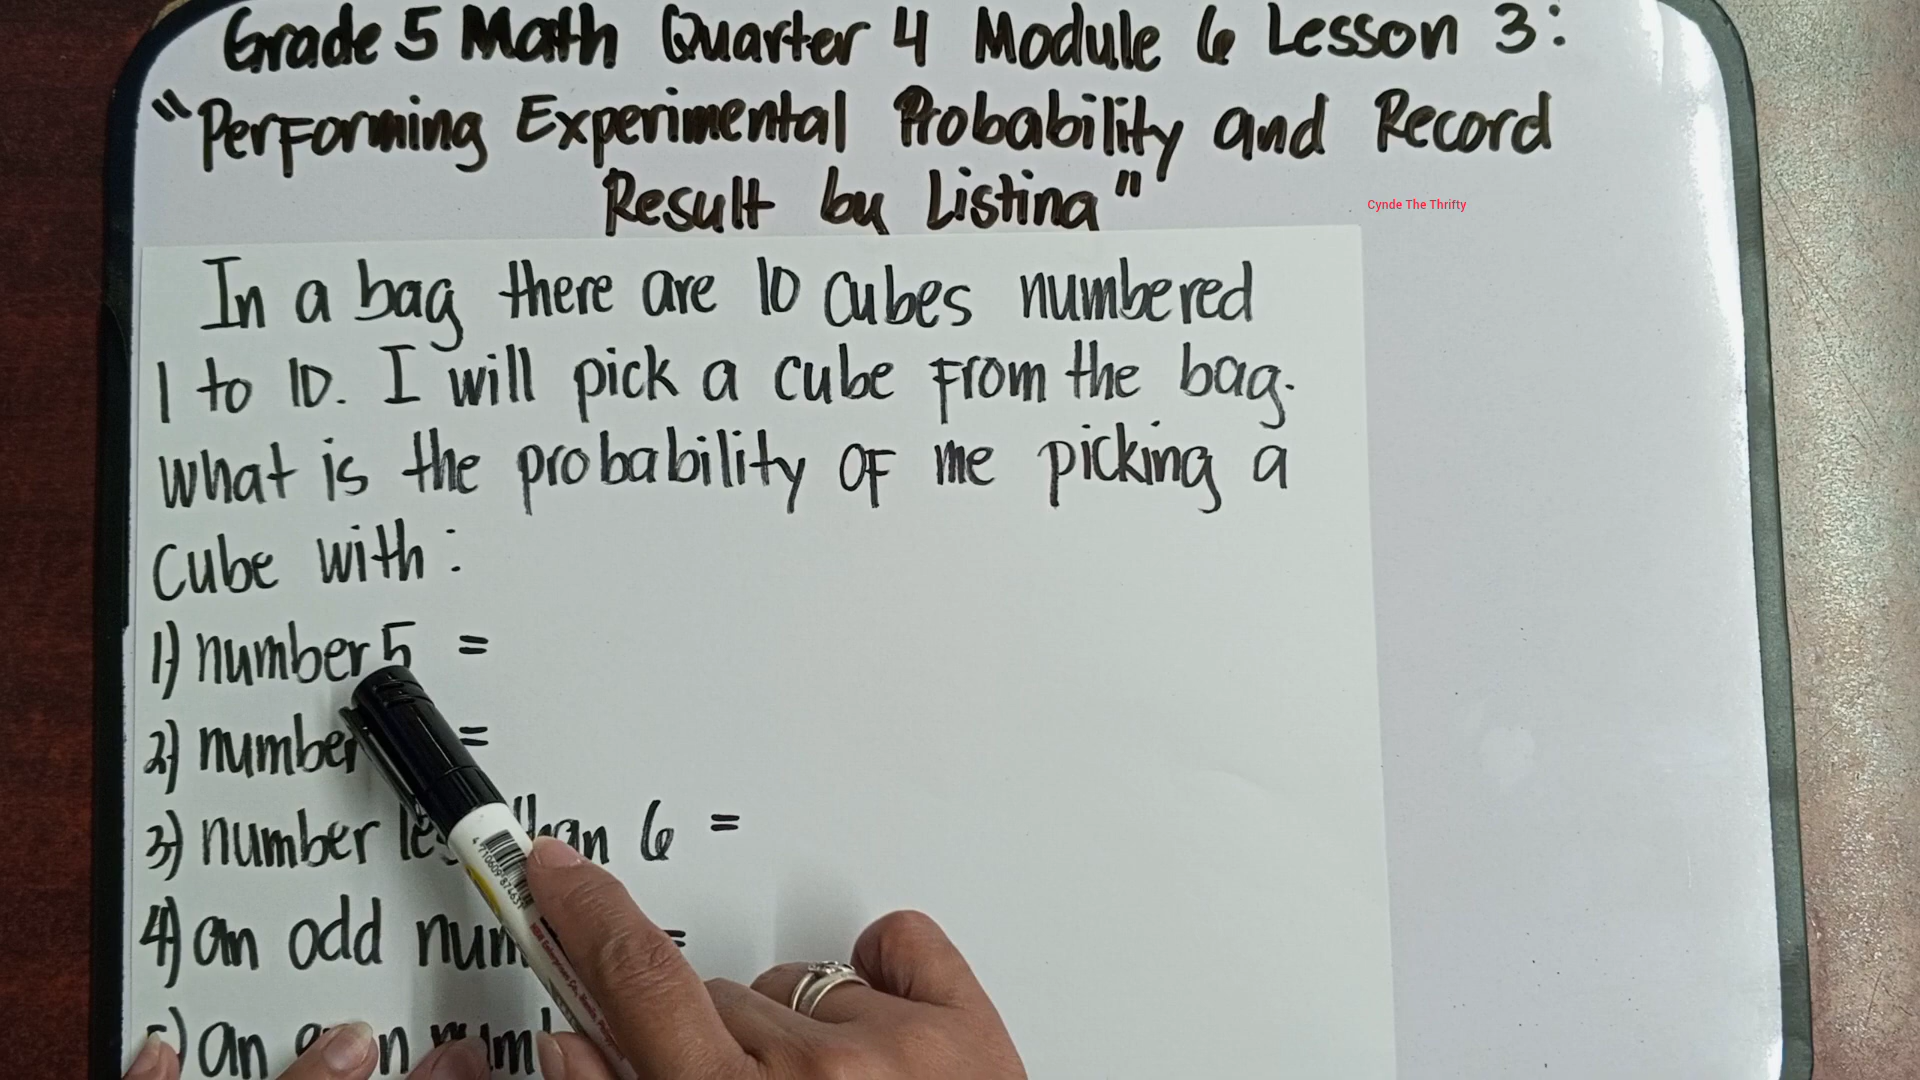 Grade 5 Math Quarter 4 Module 6 Lesson 3:
"Performing Experimental Probability and Record
Result by Listing"
Cynde The Thrifty
In a bag there are 10 cubes numbered
1 to 10. I will pick a cube from the bag.
What is the probability of me picking a
cube with:
1) number 5 =
2) number =
3) number less than 6 =
4) an odd =
5) an even
4710609874637